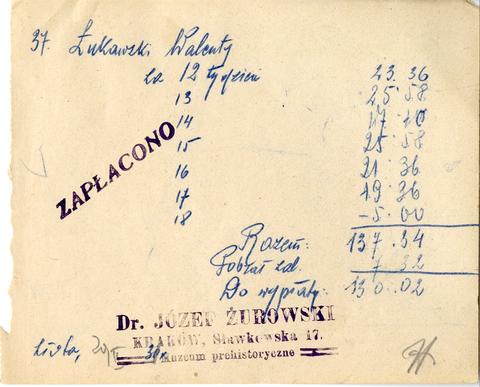 37. Łukawski Walenty
za 12 tydzień 23.36
13 25.58
14 17.10
15 25.58
16 21.36
17 19.36
18 -5.00
ZAPŁACONO
Razem: 137.34
Pobrał zal. 7.32
Do wypłaty: 130.02
Dr. JÓZEF ŻUROWSKI
KRAKÓW, Sławkowska 17.
Muzeum prehistoryczne